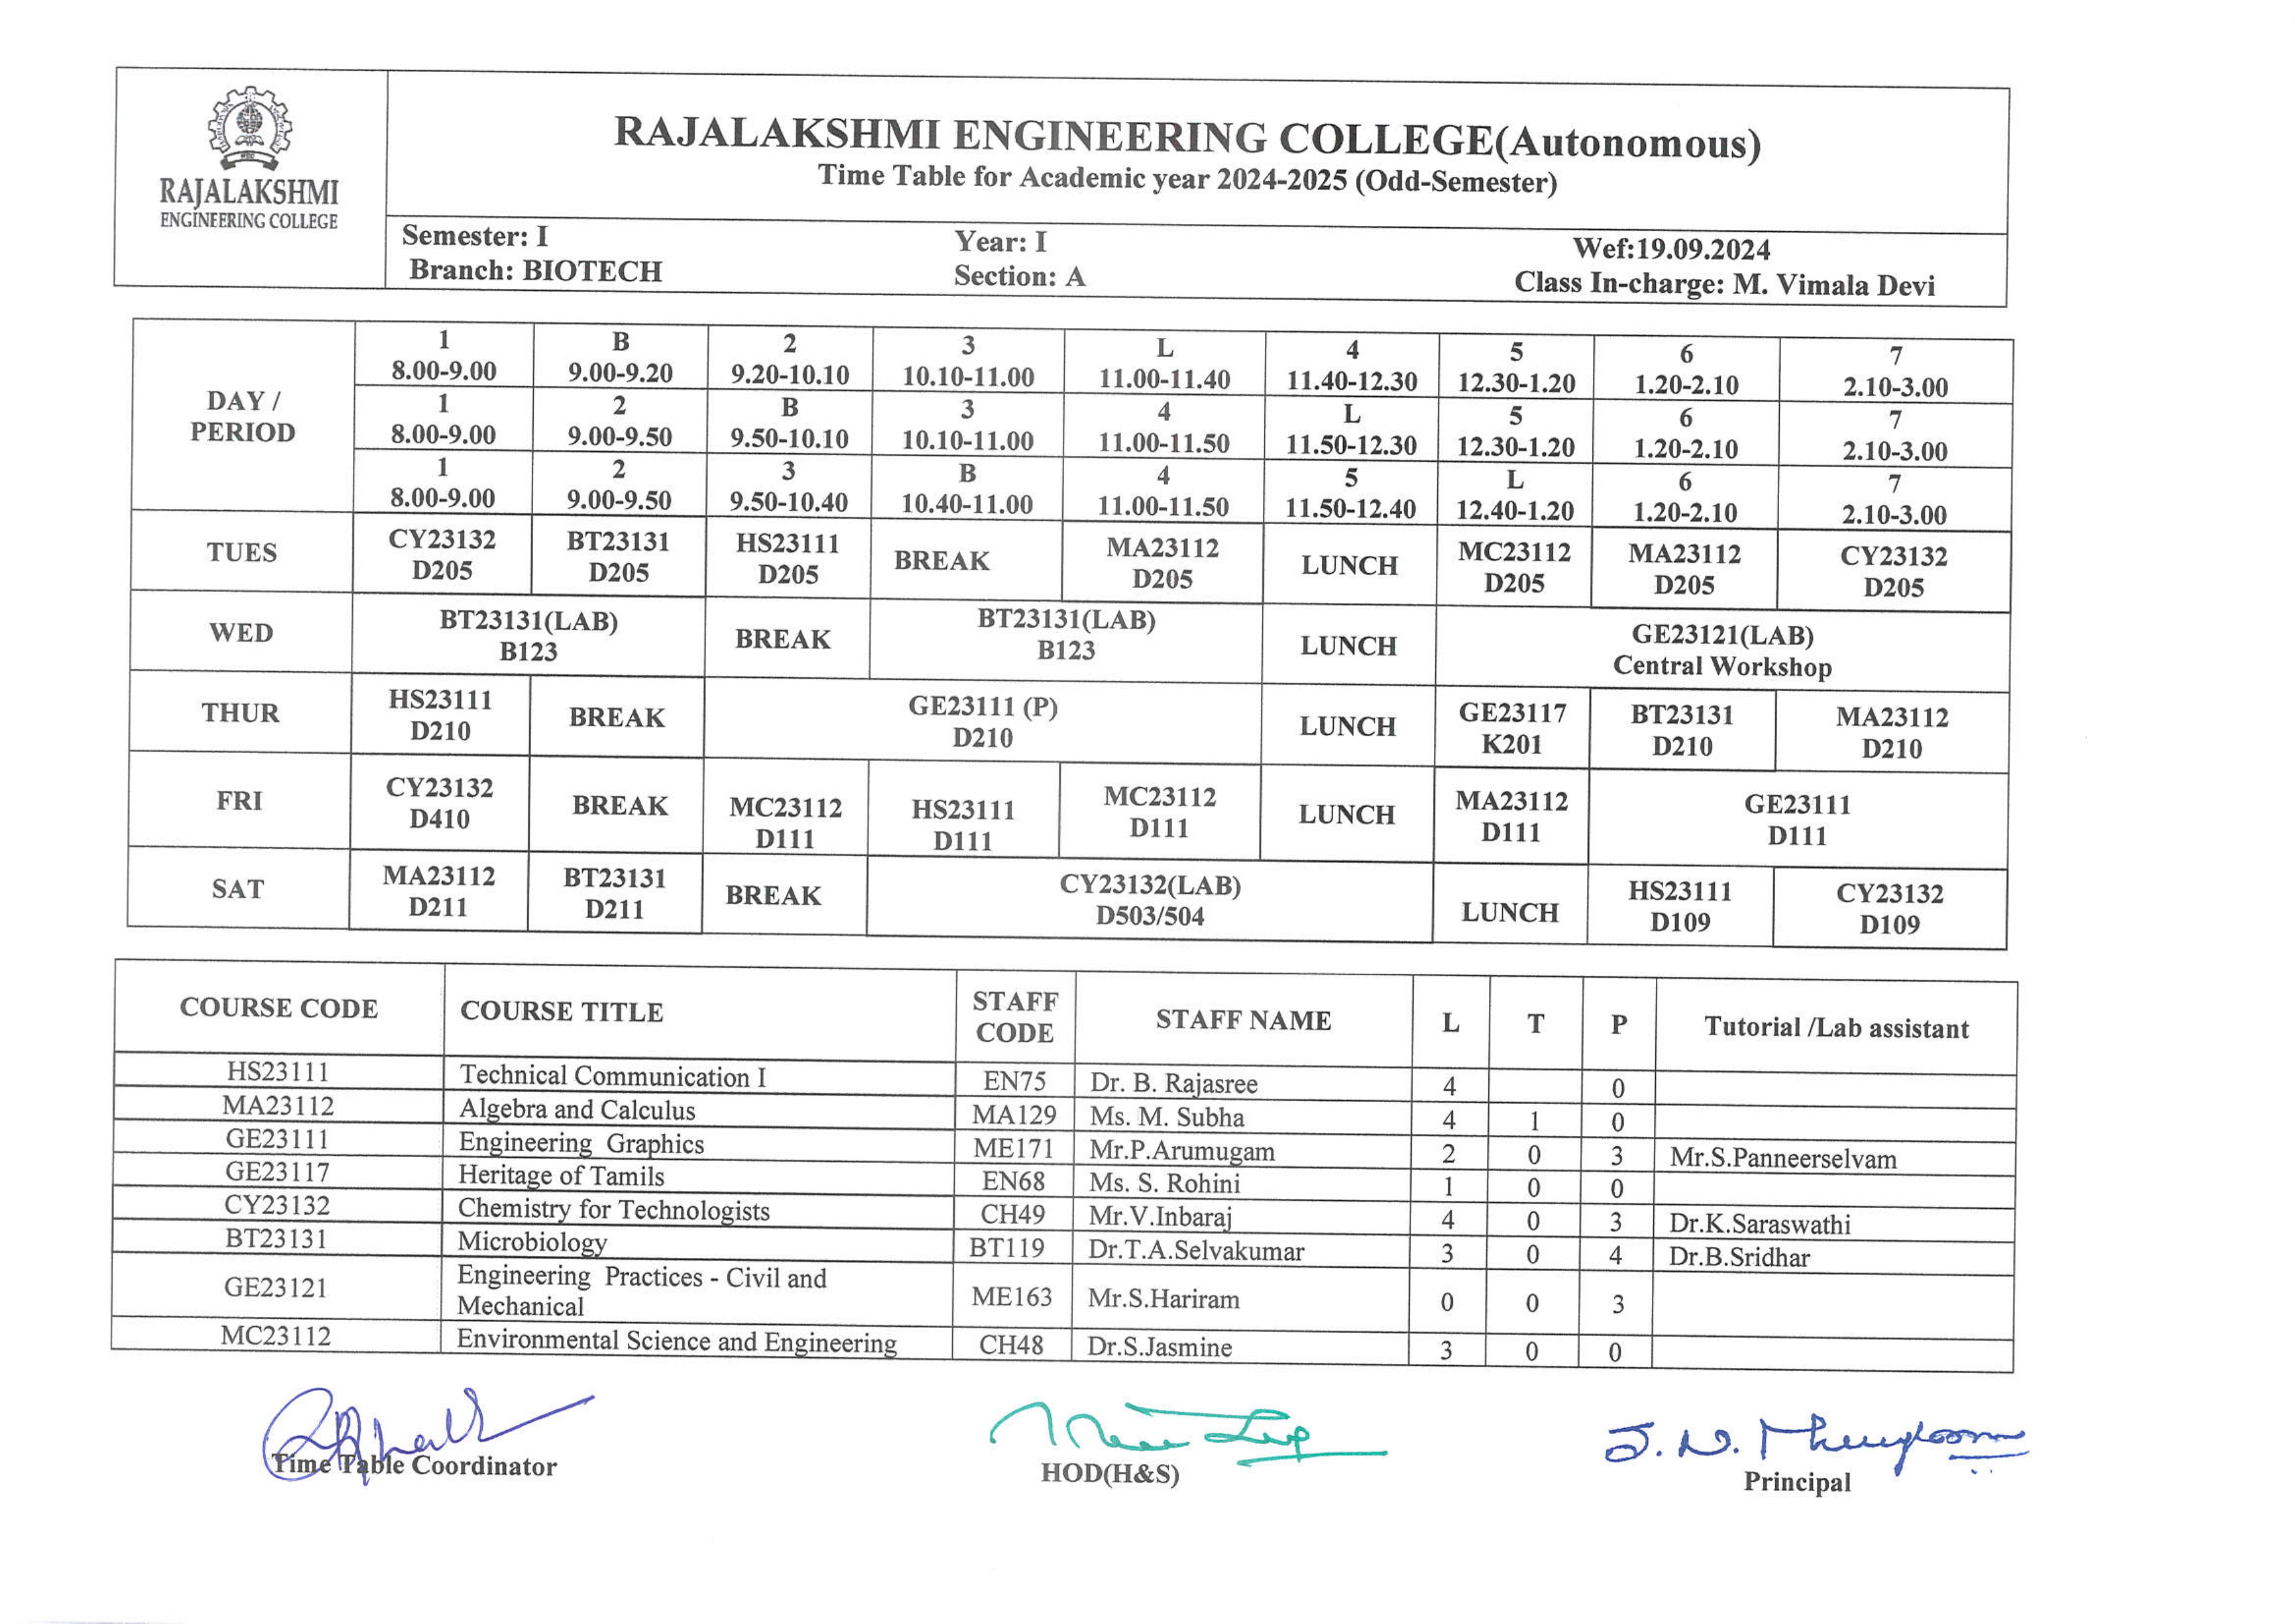 RAJALAKSHMI
ENGINEERING COLLEGE
RAJALAKSHMI ENGINEERING COLLEGE(Autonomous)
Time Table for Academic year 2024-2025 (Odd-Semester)
Semester: I Year: I Wef:19.09.2024
Branch: BIOTECH Section: A Class In-charge: M. Vimala Devi
DAY / PERIOD
1 B 2 3 L 4 5 6 7
8.00-9.00 9.00-9.20 9.20-10.10 10.10-11.00 11.00-11.40 11.40-12.30 12.30-1.20 1.20-2.10 2.10-3.00
1 2 B 3 4 L 5 6 7
8.00-9.00 9.00-9.50 9.50-10.10 10.10-11.00 11.00-11.50 11.50-12.30 12.30-1.20 1.20-2.10 2.10-3.00
1 2 3 B 4 5 L 6 7
8.00-9.00 9.00-9.50 9.50-10.40 10.40-11.00 11.00-11.50 11.50-12.40 12.40-1.20 1.20-2.10 2.10-3.00
TUES CY23132 BT23131 HS23111 BREAK MA23112 LUNCH MC23112 MA23112 CY23132
D205 D205 D205 D205 D205 D205 D205
WED BT23131(LAB) BREAK BT23131(LAB) LUNCH GE23121(LAB)
B123 B123 Central Workshop
THUR HS23111 BREAK GE23111 (P) LUNCH GE23117 BT23131 MA23112
D210 D210 K201 D210 D210
FRI CY23132 BREAK MC23112 HS23111 MC23112 LUNCH MA23112 GE23111
D410 D111 D111 D111 D111 D111
SAT MA23112 BT23131 BREAK CY23132(LAB) LUNCH HS23111 CY23132
D211 D211 D503/504 D109 D109
COURSE CODE COURSE TITLE STAFF CODE STAFF NAME L T P Tutorial /Lab assistant
HS23111 Technical Communication I EN75 Dr. B. Rajasree 4 0
MA23112 Algebra and Calculus MA129 Ms. M. Subha 4 1 0
GE23111 Engineering Graphics ME171 Mr.P.Arumugam 2 0 3 Mr.S.Panneerselvam
GE23117 Heritage of Tamils EN68 Ms. S. Rohini 1 0 0
CY23132 Chemistry for Technologists CH49 Mr.V.Inbaraj 4 0 3 Dr.K.Saraswathi
BT23131 Microbiology BT119 Dr.T.A.Selvakumar 3 0 4 Dr.B.Sridhar
GE23121 Engineering Practices - Civil and Mechanical ME163 Mr.S.Hariram 0 0 3
MC23112 Environmental Science and Engineering CH48 Dr.S.Jasmine 3 0 0
Time Table Coordinator HOD(H&S) Principal